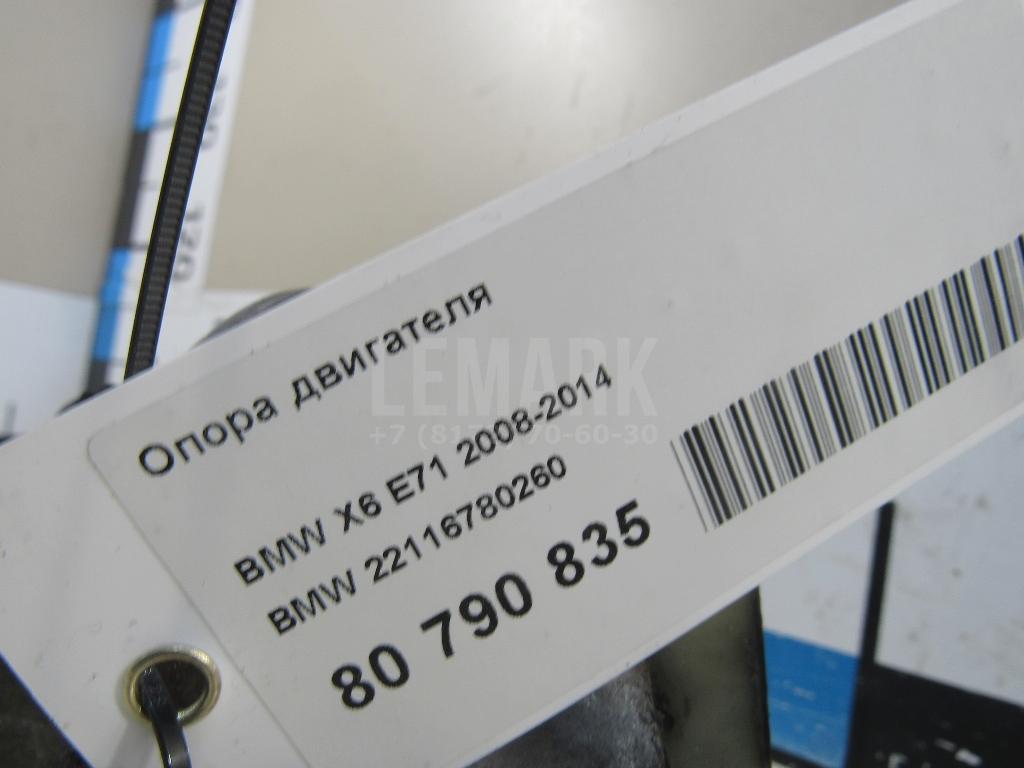 Опора двигателя
BMW X6 E71 2008-2014
BMW 22116780260
80 790 835
LEMARK